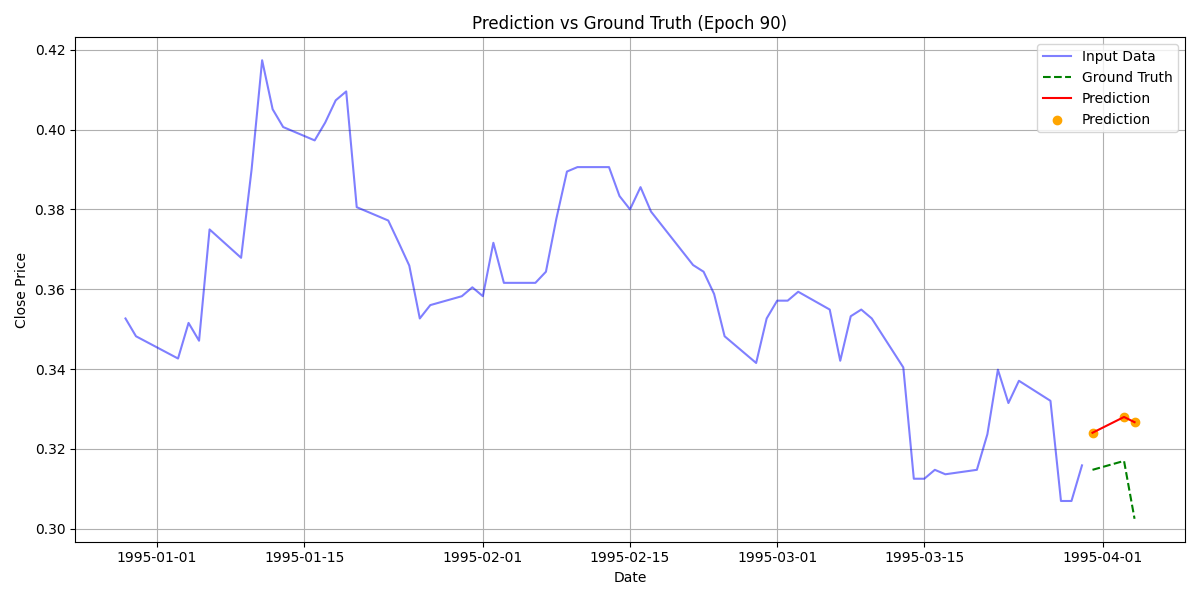 Prediction vs Ground Truth (Epoch 90)
Input Data
Ground Truth
Prediction
Prediction
Close Price
0.42
0.40
0.38
0.36
0.34
0.32
0.30
1995-01-01
1995-01-15
1995-02-01
1995-02-15
1995-03-01
1995-03-15
1995-04-01
Date